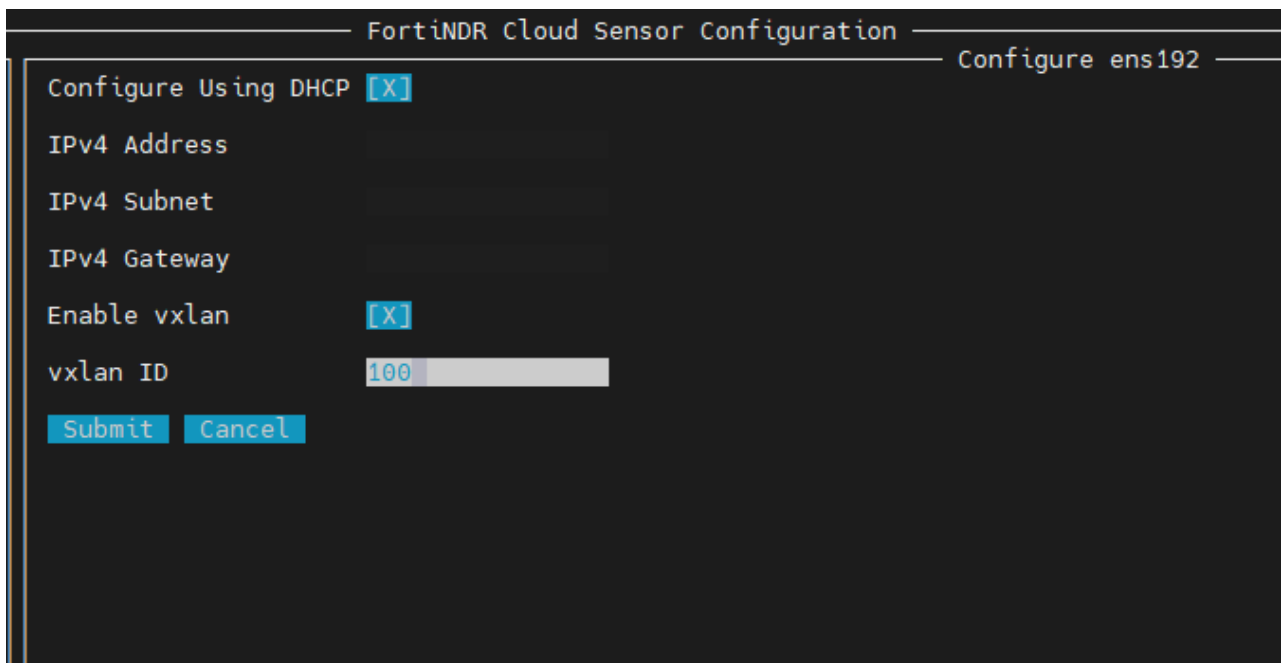 FortiNDR Cloud Sensor Configuration
Configure ens192
Configure Using DHCP [X]
IPv4 Address
IPv4 Subnet
IPv4 Gateway
Enable vxlan [X]
vxlan ID 100
Submit Cancel